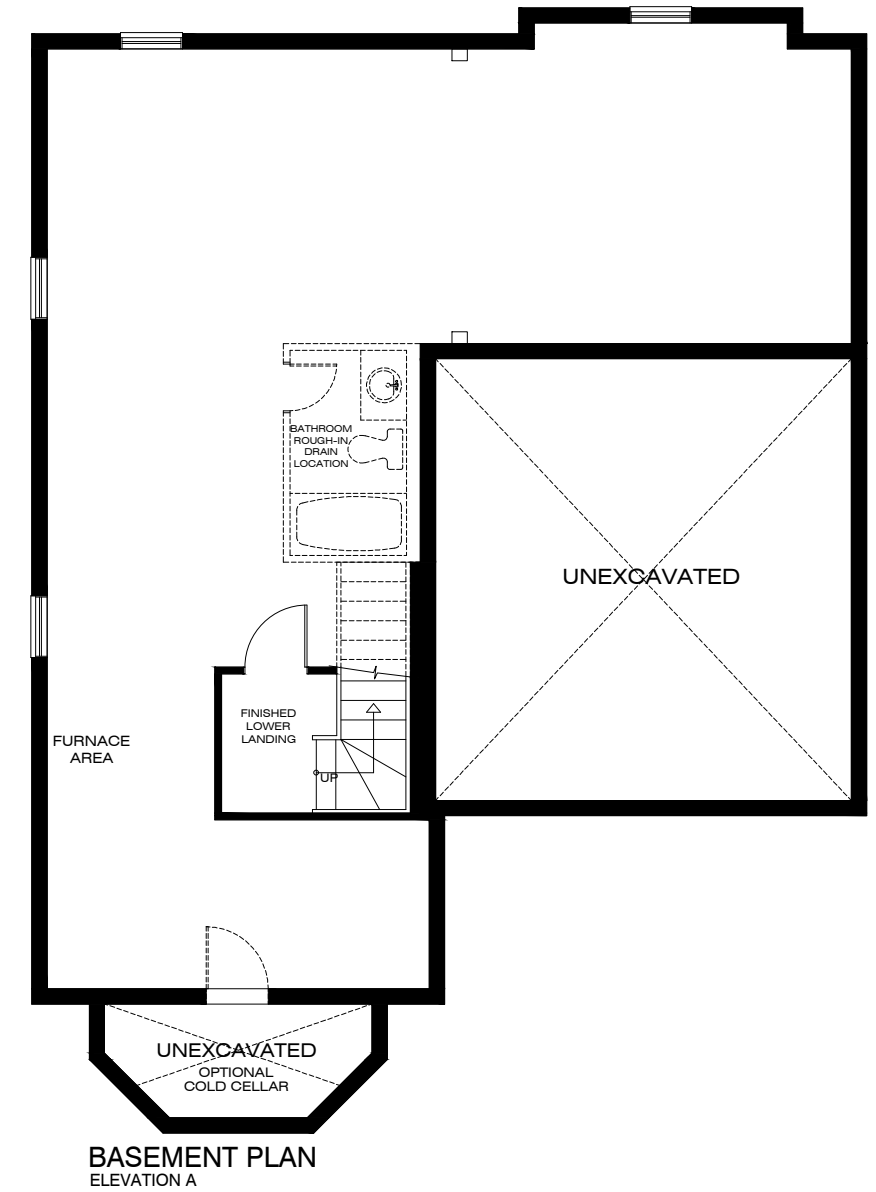 BATHROOM
ROUGH-IN
DRAIN
LOCATION
UNEXCAVATED
FINISHED
LOWER
LANDING
FURNACE
AREA
UP
UNEXCAVATED
OPTIONAL
COLD CELLAR
BASEMENT PLAN
ELEVATION A